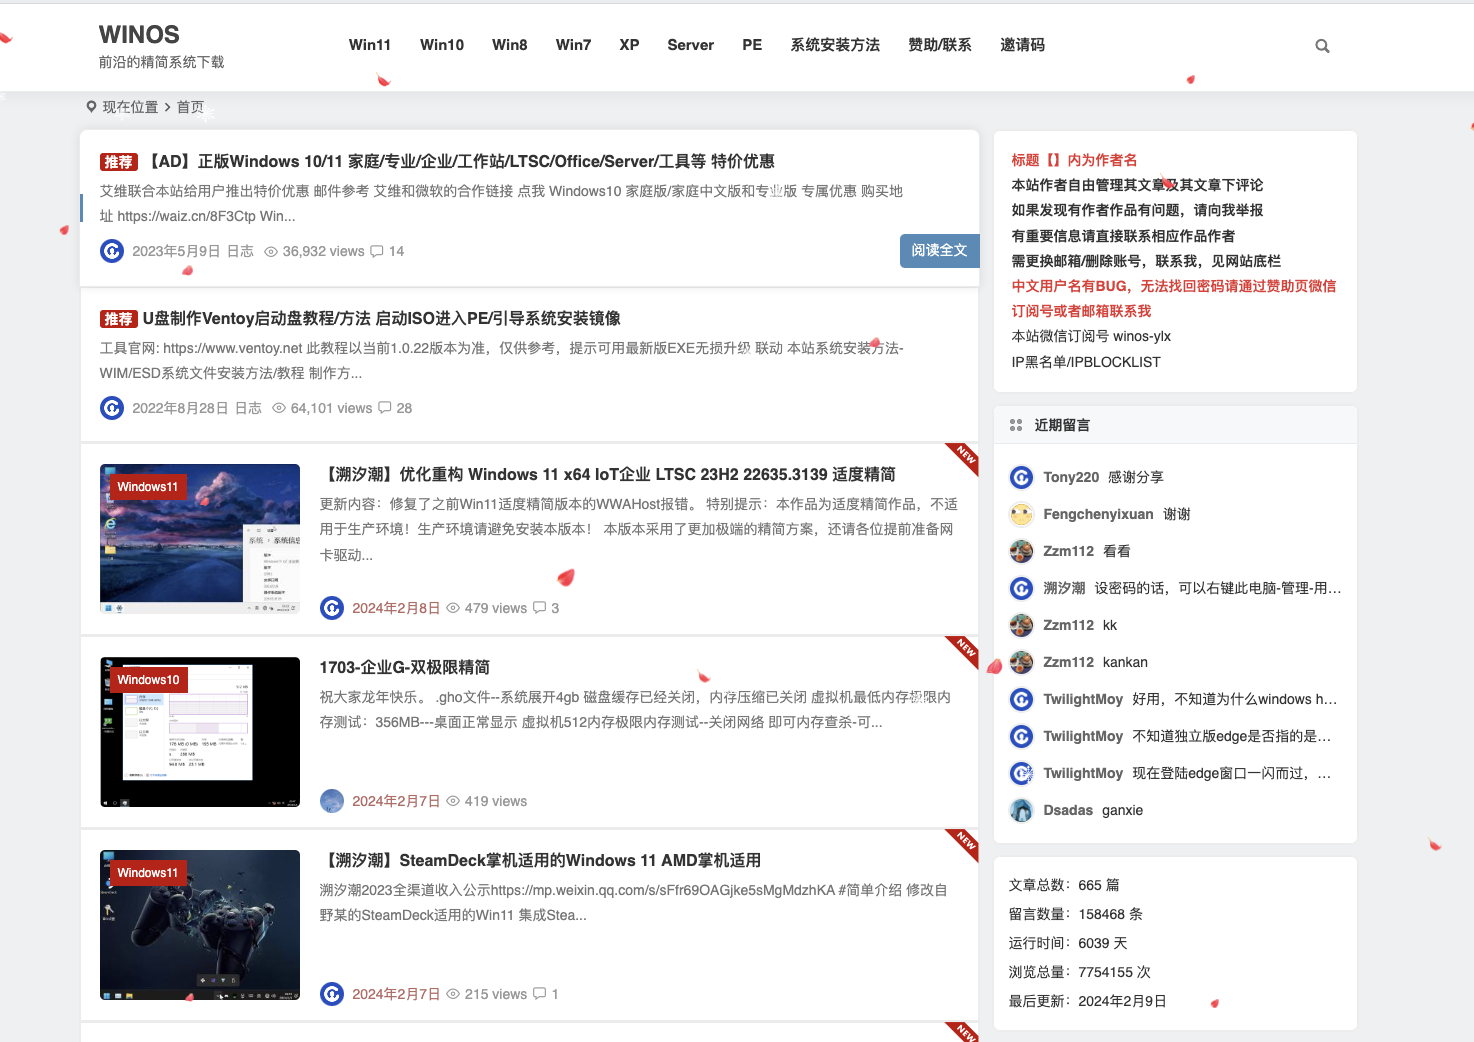 WINOS
前沿的精简系统下载
Win11 Win10 Win8 Win7 XP Server PE 系统安装方法 赞助/联系 邀请码
现在位置 > 首页
推荐 【AD】正版Windows 10/11 家庭/专业/企业/工作站/LTSC/Office/Server/工具等 特价优惠
艾维联合本站给用户推出特价优惠 邮件参考 艾维和微软的合作链接 点我 Windows10 家庭版/家庭中文版和专业版 专属优惠 购买地
址 https://waiz.cn/8F3Ctp Win...
2023年5月9日 日志 36,932 views 14
阅读全文
推荐 U盘制作Ventoy启动盘教程/方法 启动ISO进入PE/引导系统安装镜像
工具官网: https://www.ventoy.net 此教程以当前1.0.22版本为准，仅供参考，提示可用最新版EXE无损升级 联动 本站系统安装方法-
WIM/ESD系统文件安装方法/教程 制作方...
2022年8月28日 日志 64,101 views 28
Windows11
NEW
【溯汐潮】优化重构 Windows 11 x64 IoT企业 LTSC 23H2 22635.3139 适度精简
更新内容：修复了之前Win11适度精简版本的WWAHost报错。 特别提示：本作品为适度精简作品，不适
用于生产环境！生产环境请避免安装本版本！ 本版本采用了更加极端的精简方案，还请各位提前准备网
卡驱动...
2024年2月8日 479 views 3
Windows10
NEW
1703-企业G-双极限精简
祝大家龙年快乐。 .gho文件--系统展开4gb 磁盘缓存已经关闭，内存压缩已关闭 虚拟机最低内存极限内
存测试：356MB---桌面正常显示 虚拟机512内存极限内存测试--关闭网络 即可内存查杀-可...
2024年2月7日 419 views
Windows11
NEW
【溯汐潮】SteamDeck掌机适用的Windows 11 AMD掌机适用
溯汐潮2023全渠道收入公示https://mp.weixin.qq.com/s/sFfr69OAGjke5sMgMdzhKA #简单介绍 修改自
野某的SteamDeck适用的Win11 集成Stea...
2024年2月7日 215 views 1
NEW
标题【】内为作者名
本站作者自由管理其文章及其文章下评论
如果发现有作者作品有问题，请向我举报
有重要信息请直接联系相应作品作者
需更换邮箱/删除账号，联系我，见网站底栏
中文用户名有BUG，无法找回密码请通过赞助页微信
订阅号或者邮箱联系我
本站微信订阅号 winos-ylx
IP黑名单/IPBLOCKLIST
近期留言
Tony220 感谢分享
Fengchenyixuan 谢谢
Zzm112 看看
溯汐潮 设密码的话，可以右键此电脑-管理-用...
Zzm112 kk
Zzm112 kankan
TwilightMoy 好用，不知道为什么windows h...
TwilightMoy 不知道独立版edge是否指的是...
TwilightMoy 现在登陆edge窗口一闪而过，...
Dsadas ganxie
文章总数：665 篇
留言数量：158468 条
运行时间：6039 天
浏览总量：7754155 次
最后更新：2024年2月9日